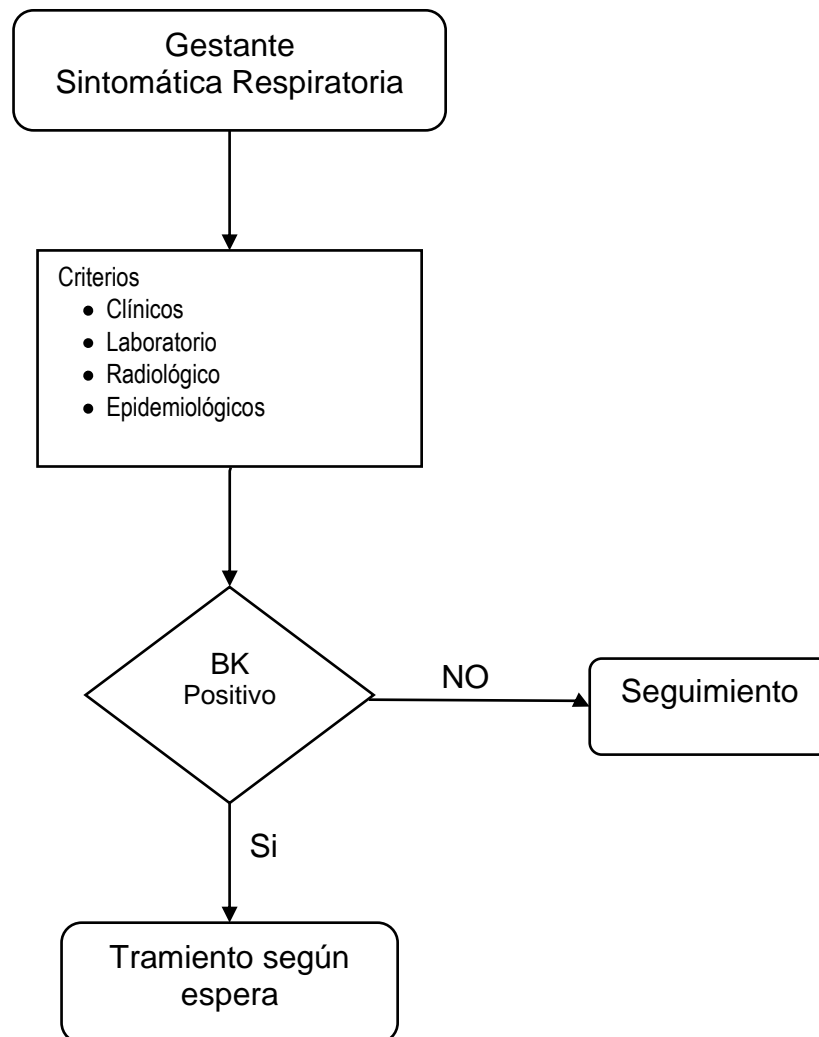 Gestante
Sintomática Respiratoria
Criterios
● Clínicos
● Laboratorio
● Radiológico
● Epidemiológicos
BK
Positivo
NO
Seguimiento
Si
Tramiento según
espera